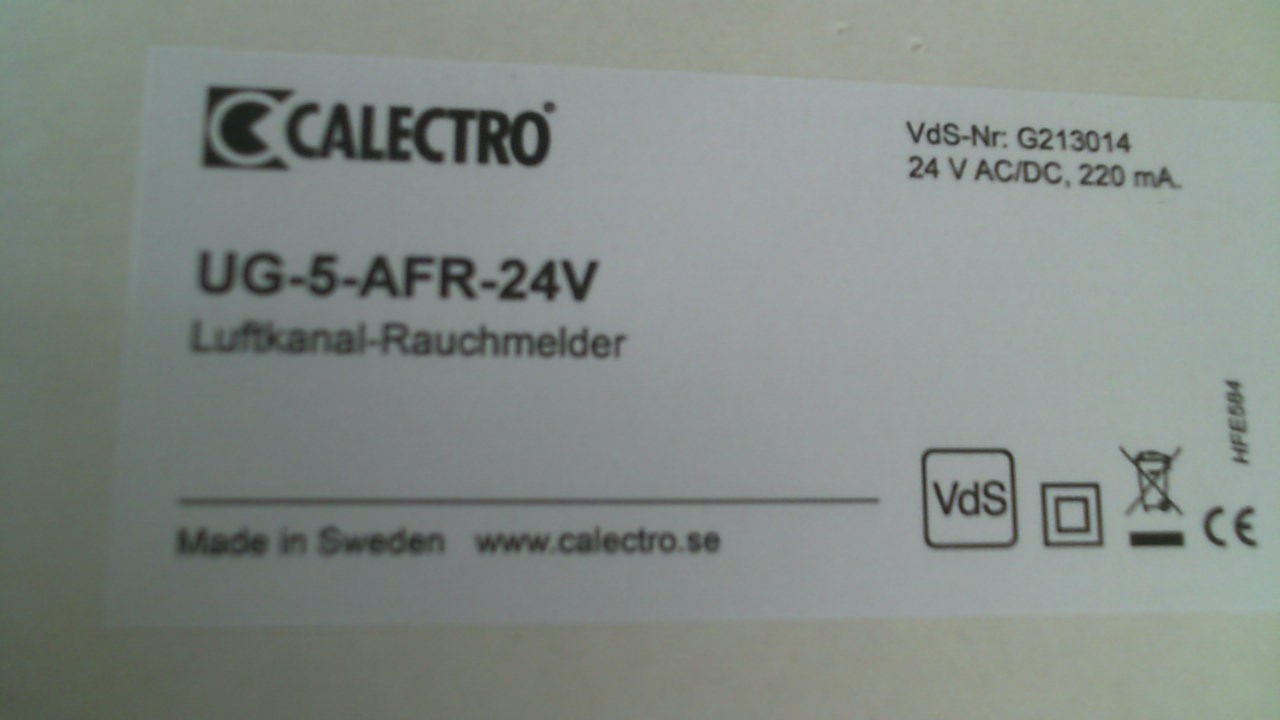 CALECTRO
VdS-Nr: G213014
24 V AC/DC, 220 mA.
UG-5-AFR-24V
Luftkanal-Rauchmelder
HFE584
VdS
CE
Made in Sweden www.calectro.se